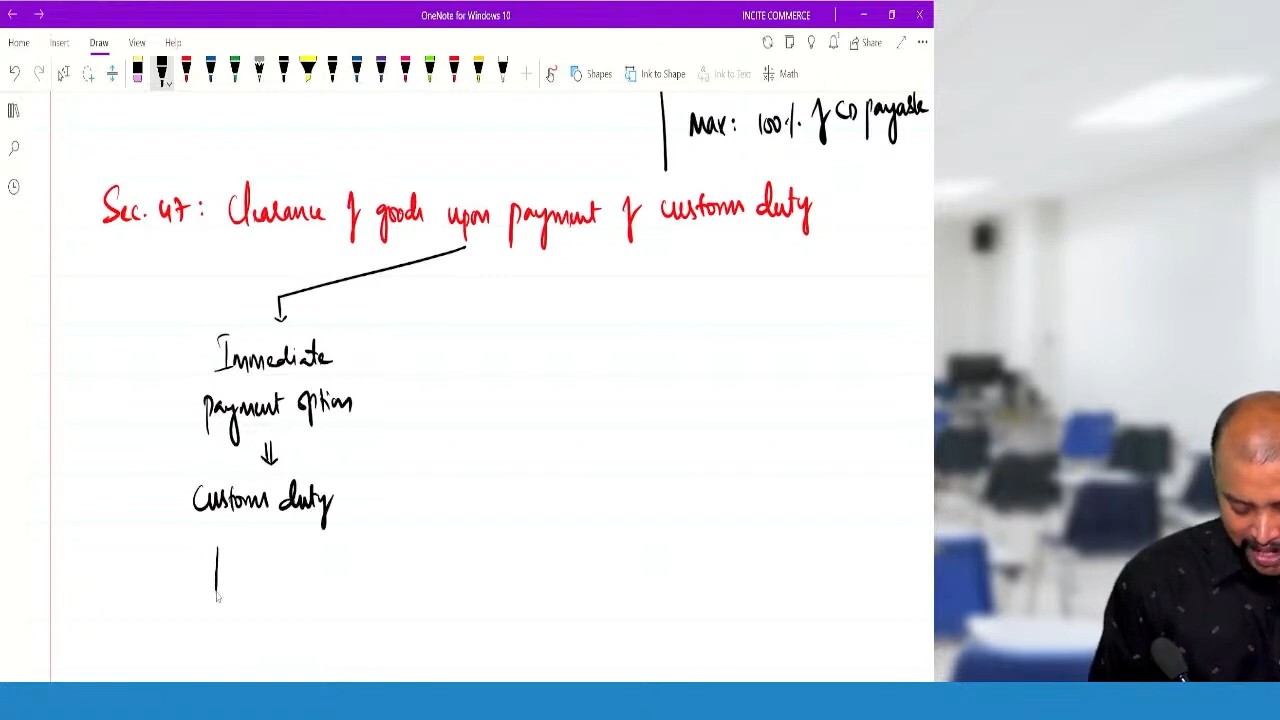 OneNote for Windows 10
INCITE COMMERCE
Home Insert Draw View Help
Share
Shapes Ink to Shape Ink to Text Math
Max: 100% of CD payable
Sec. 47: Clearance of goods upon payment of customs duty
Immediate
payment option
Customs duty